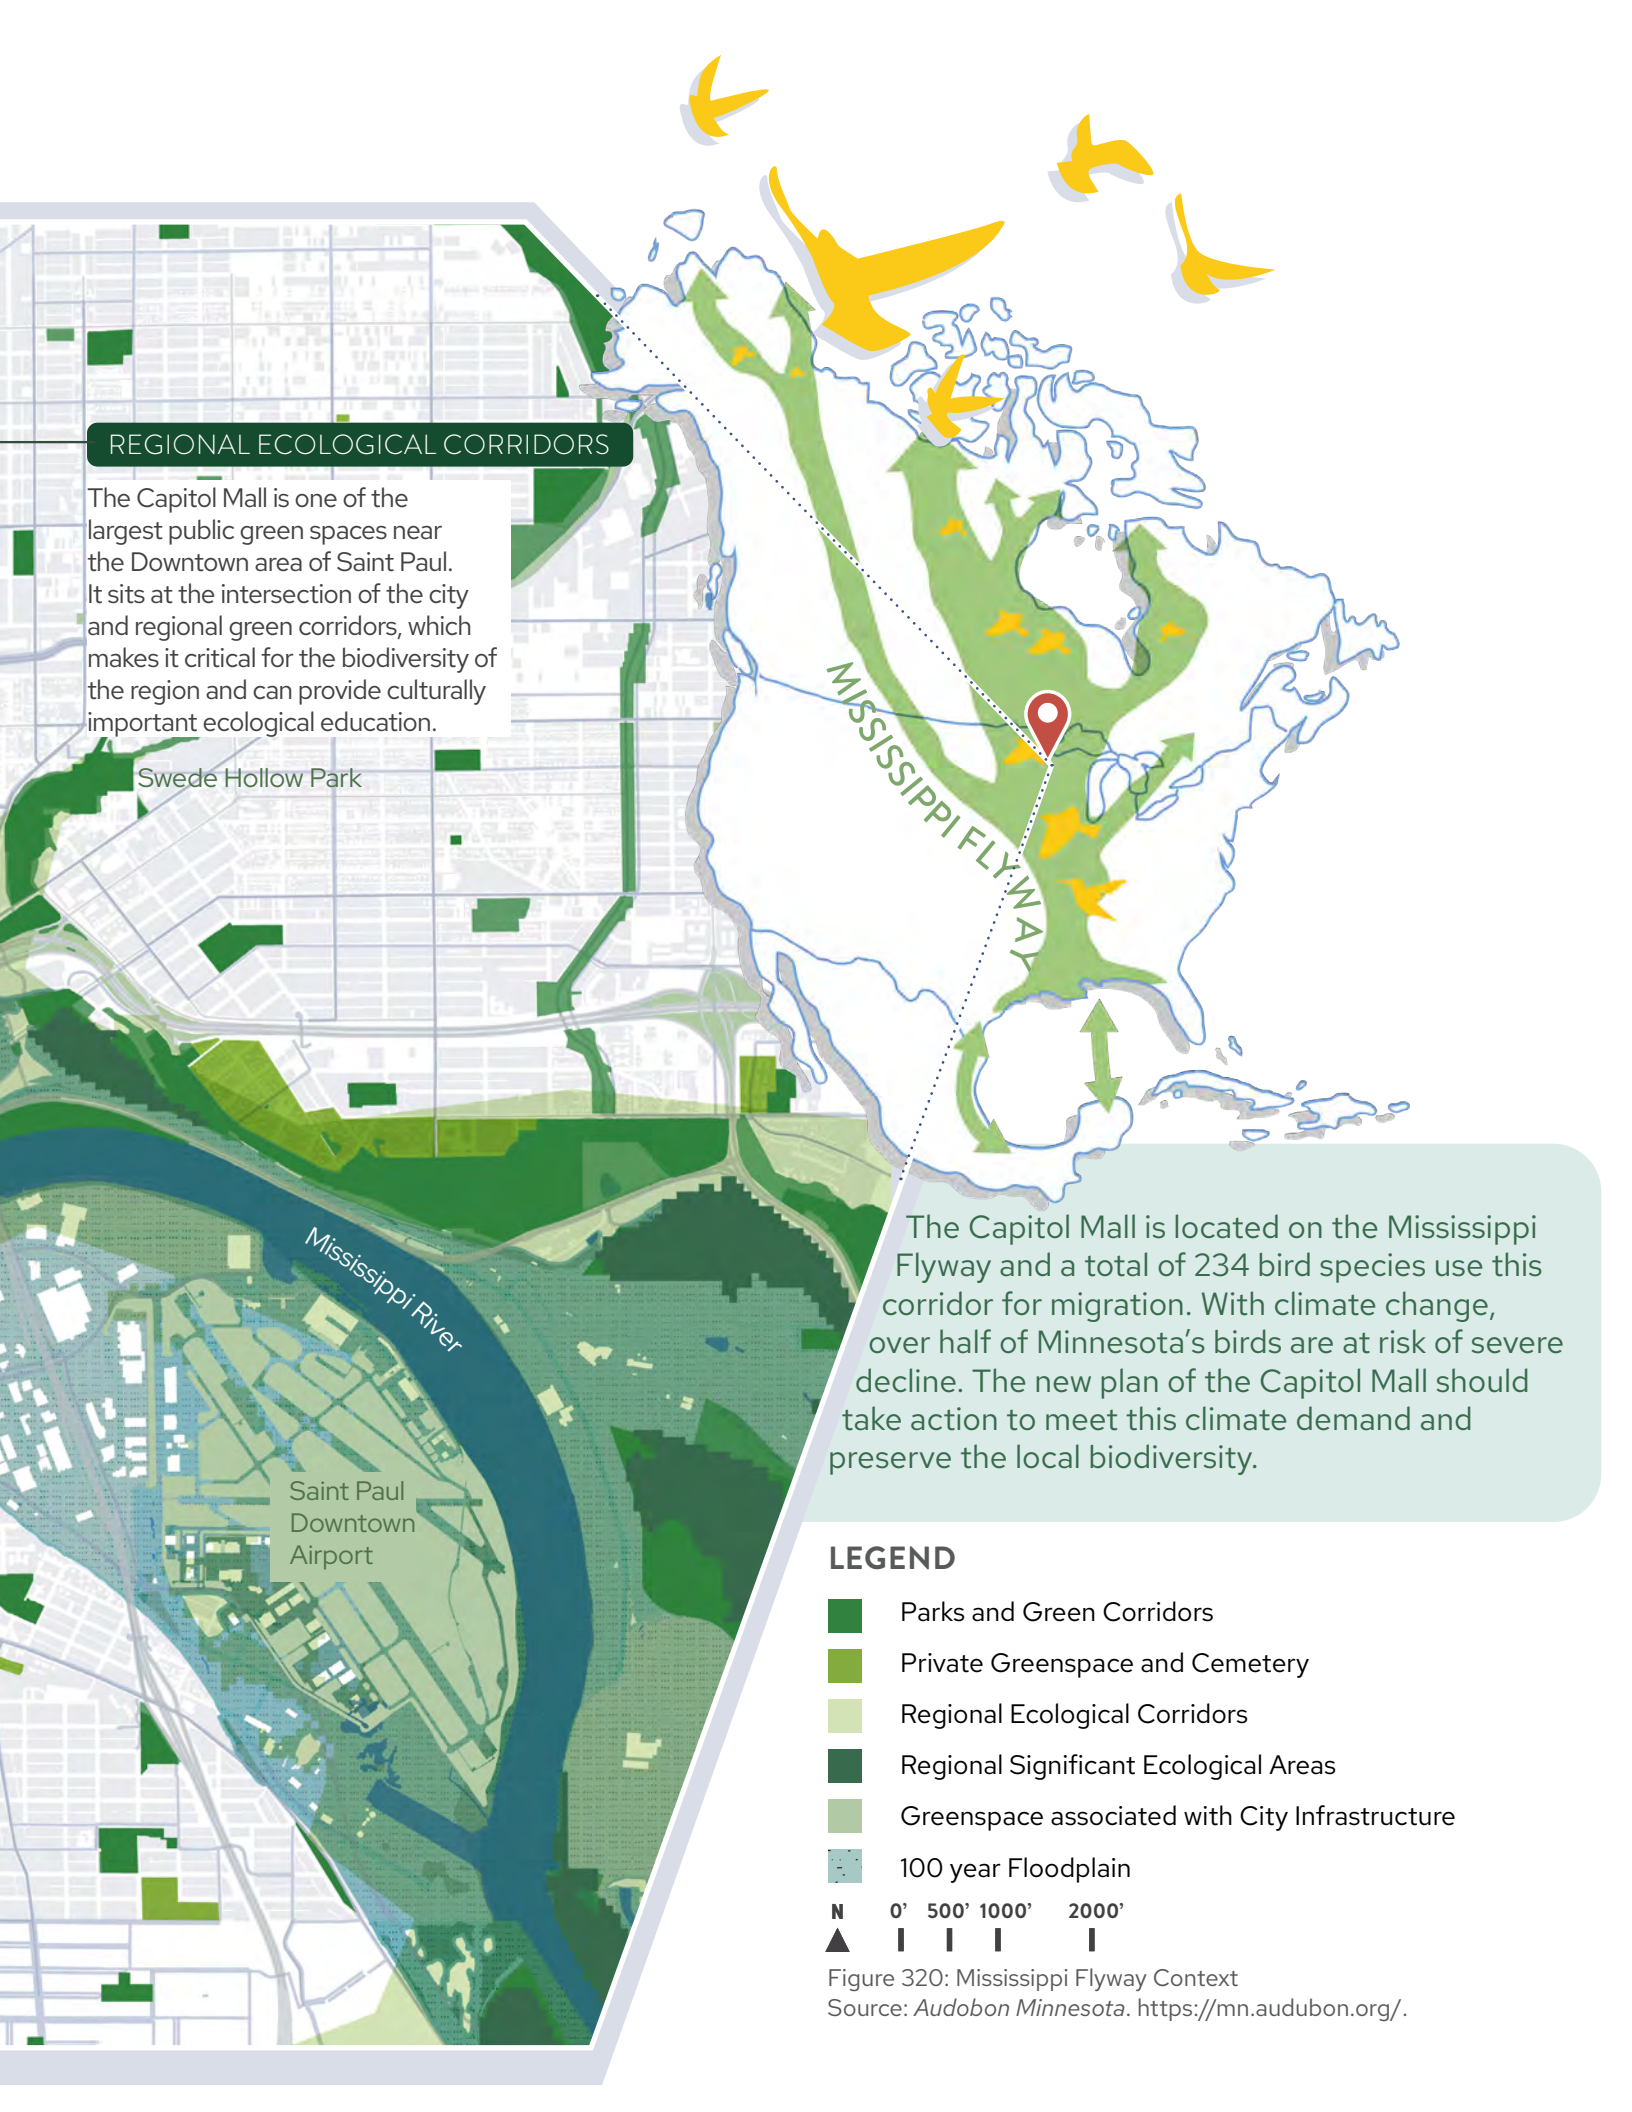 REGIONAL ECOLOGICAL CORRIDORS
The Capitol Mall is one of the
largest public green spaces near
the Downtown area of Saint Paul.
It sits at the intersection of the city
and regional green corridors, which
makes it critical for the biodiversity of
the region and can provide culturally
important ecological education.
Swede Hollow Park
MISSISSIPPI FLYWAY
Mississippi River
Saint Paul
Downtown
Airport
The Capitol Mall is located on the Mississippi
Flyway and a total of 234 bird species use this
corridor for migration. With climate change,
over half of Minnesota's birds are at risk of severe
decline. The new plan of the Capitol Mall should
take action to meet this climate demand and
preserve the local biodiversity.
LEGEND
Parks and Green Corridors
Private Greenspace and Cemetery
Regional Ecological Corridors
Regional Significant Ecological Areas
Greenspace associated with City Infrastructure
100 year Floodplain
N 0' 500' 1000' 2000'
Figure 320: Mississippi Flyway Context
Source: Audobon Minnesota. https://mn.audubon.org/.